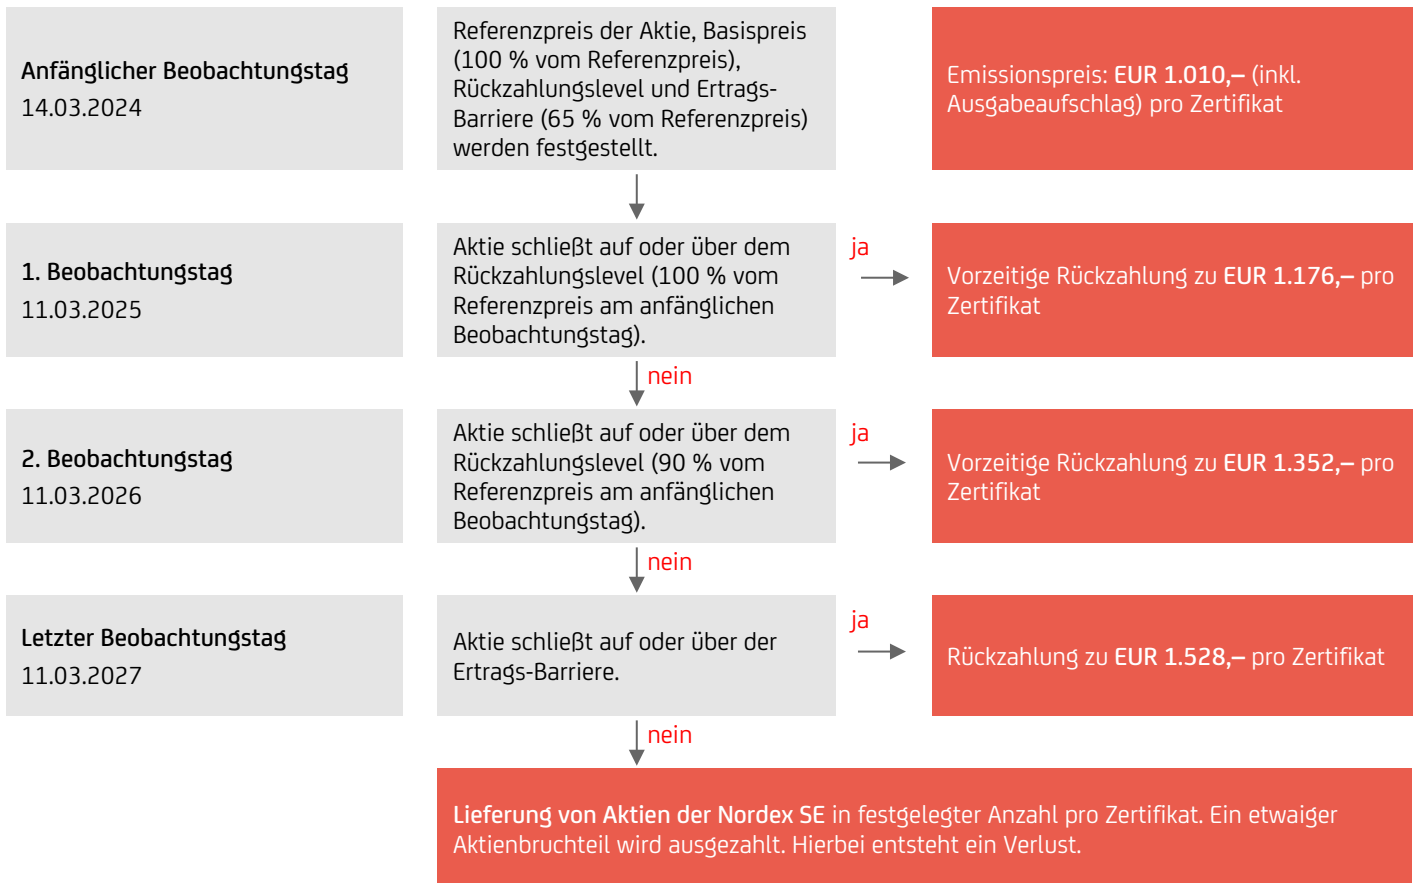 Anfänglicher Beobachtungstag
14.03.2024
Referenzpreis der Aktie, Basispreis
(100 % vom Referenzpreis),
Rückzahlungslevel und Ertrags-
Barriere (65 % vom Referenzpreis)
werden festgestellt.
Emissionspreis: EUR 1.010,– (inkl.
Ausgabeaufschlag) pro Zertifikat
1. Beobachtungstag
11.03.2025
Aktie schließt auf oder über dem
Rückzahlungslevel (100 % vom
Referenzpreis am anfänglichen
Beobachtungstag).
ja
Vorzeitige Rückzahlung zu EUR 1.176,– pro
Zertifikat
nein
2. Beobachtungstag
11.03.2026
Aktie schließt auf oder über dem
Rückzahlungslevel (90 % vom
Referenzpreis am anfänglichen
Beobachtungstag).
ja
Vorzeitige Rückzahlung zu EUR 1.352,– pro
Zertifikat
nein
Letzter Beobachtungstag
11.03.2027
Aktie schließt auf oder über der
Ertrags-Barriere.
ja
Rückzahlung zu EUR 1.528,– pro Zertifikat
nein
Lieferung von Aktien der Nordex SE in festgelegter Anzahl pro Zertifikat. Ein etwaiger
Aktienbruchteil wird ausgezahlt. Hierbei entsteht ein Verlust.